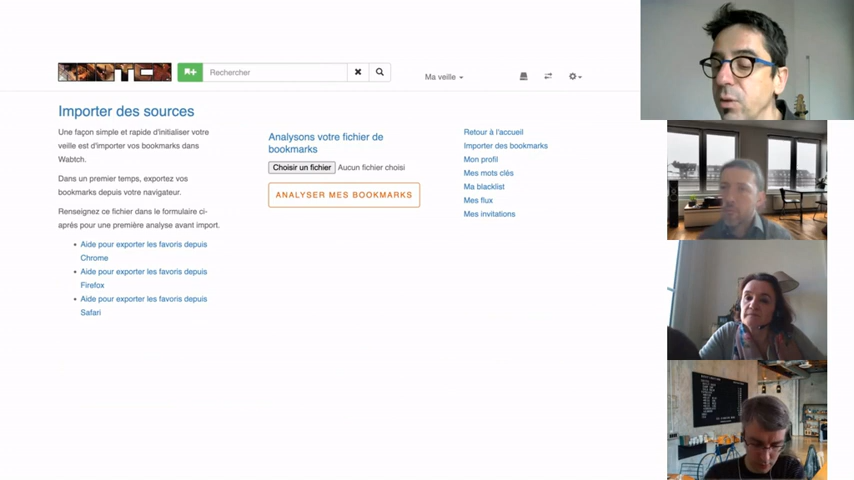 Rechercher
Ma veille
Importer des sources
Une façon simple et rapide d'initialiser votre
veille est d'importer vos bookmarks dans
Wabtch.
Dans un premier temps, exportez vos
bookmarks depuis votre navigateur.
Renseignez ce fichier dans le formulaire ci-
après pour une première analyse avant import.
Aide pour exporter les favoris depuis
Chrome
Aide pour exporter les favoris depuis
Firefox
Aide pour exporter les favoris depuis
Safari
Analysons votre fichier de
bookmarks
Choisir un fichier Aucun fichier choisi
ANALYSER MES BOOKMARKS
Retour à l'accueil
Importer des bookmarks
Mon profil
Mes mots clés
Ma blacklist
Mes flux
Mes invitations